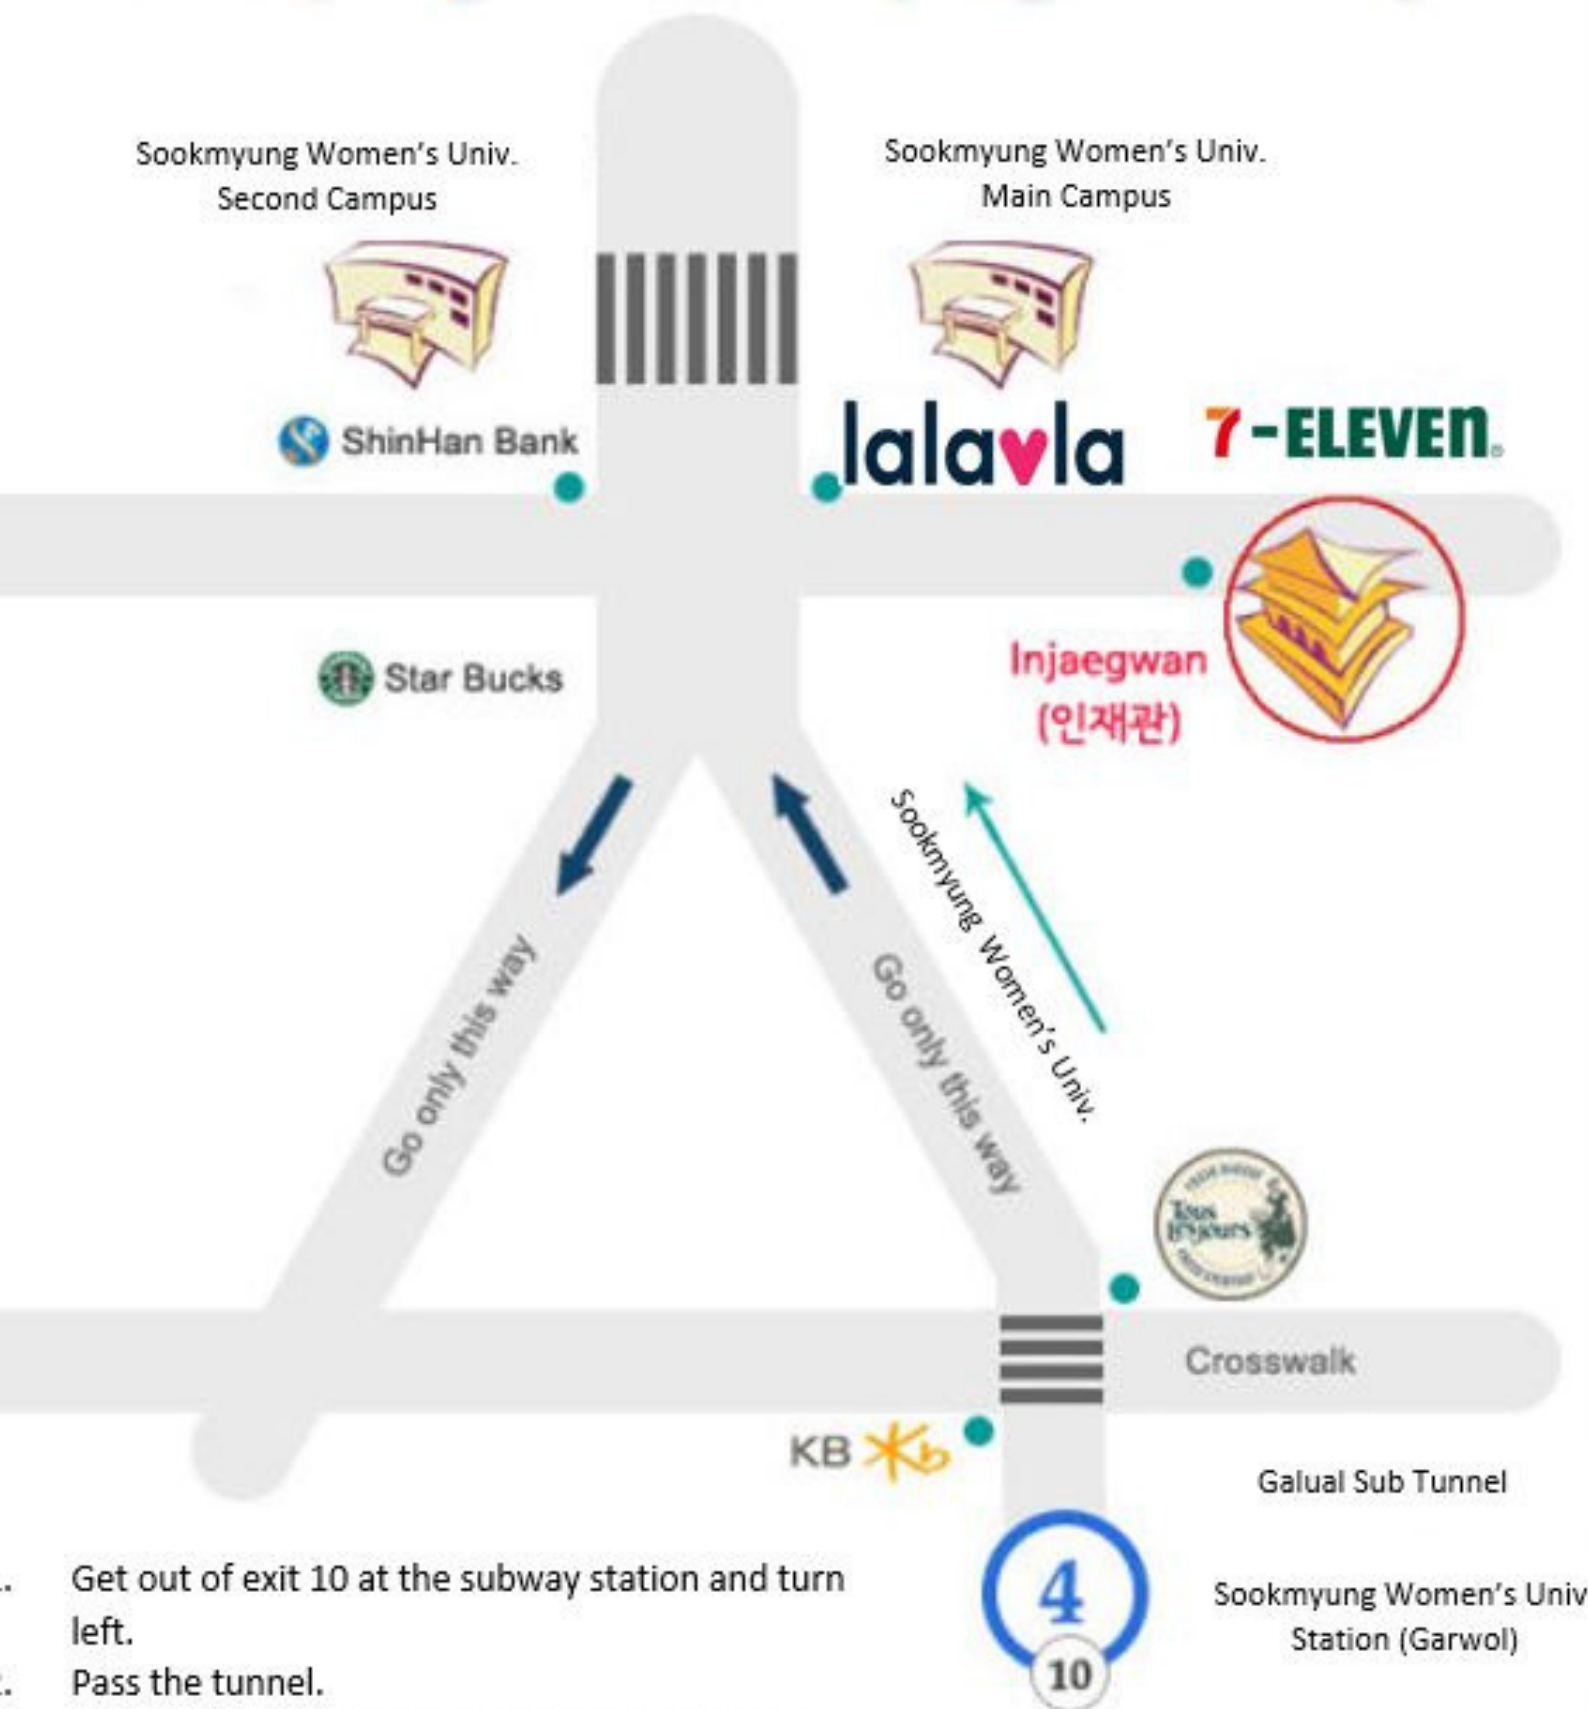 Sookmyung Women's Univ.
Second Campus
Sookmyung Women's Univ.
Main Campus
ShinHan Bank
lalavla
7-ELEVEN
Star Bucks
Injaegwan
(인재관)
Sookmyung Women's Univ.
Go only this way
Go only this way
Tous
les Jours
Crosswalk
KB
Galual Sub Tunnel
4
10
Sookmyung Women's Univ
Station (Garwol)
Get out of exit 10 at the subway station and turn
left.
Pass the tunnel.